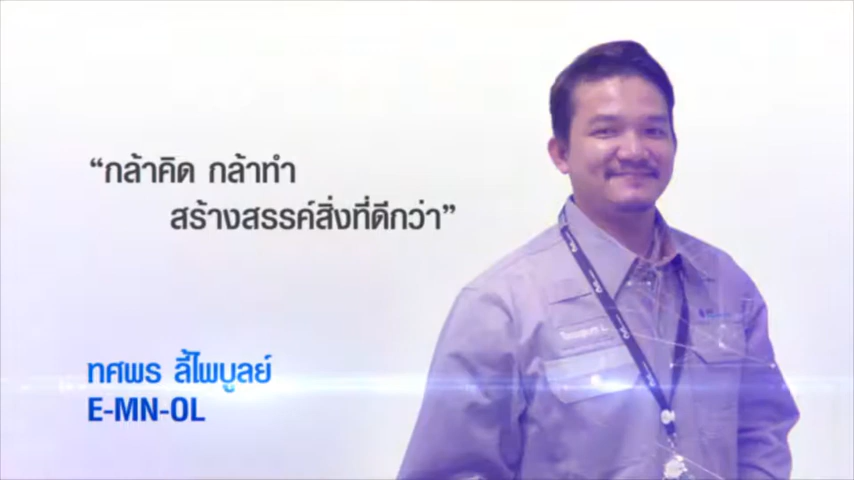 “กล้าคิด กล้าทำ
สร้างสรรค์สิ่งที่ดีกว่า”
ทศพร ลี้ไพบูลย์
E-MN-OL